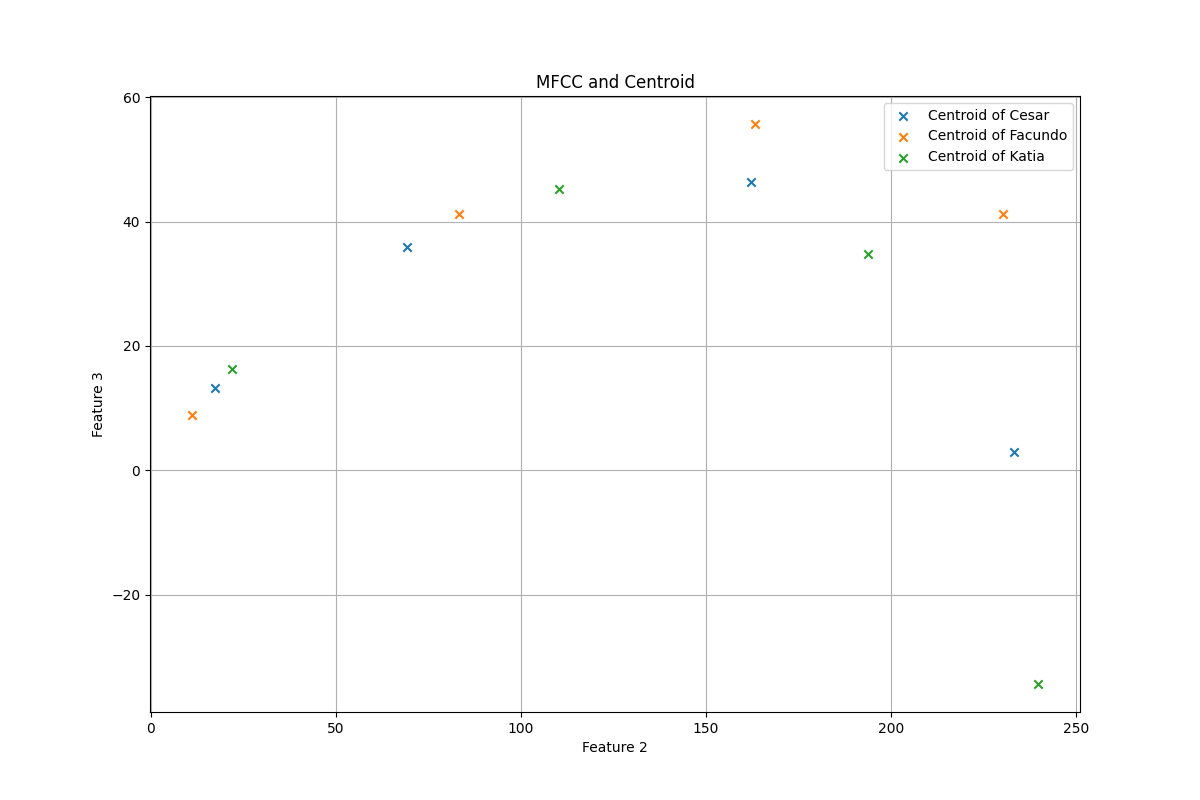 MFCC and Centroid
Centroid of Cesar
Centroid of Facundo
Centroid of Katia
Feature 3
60
40
20
0
−20
0 50 100 150 200 250
Feature 2